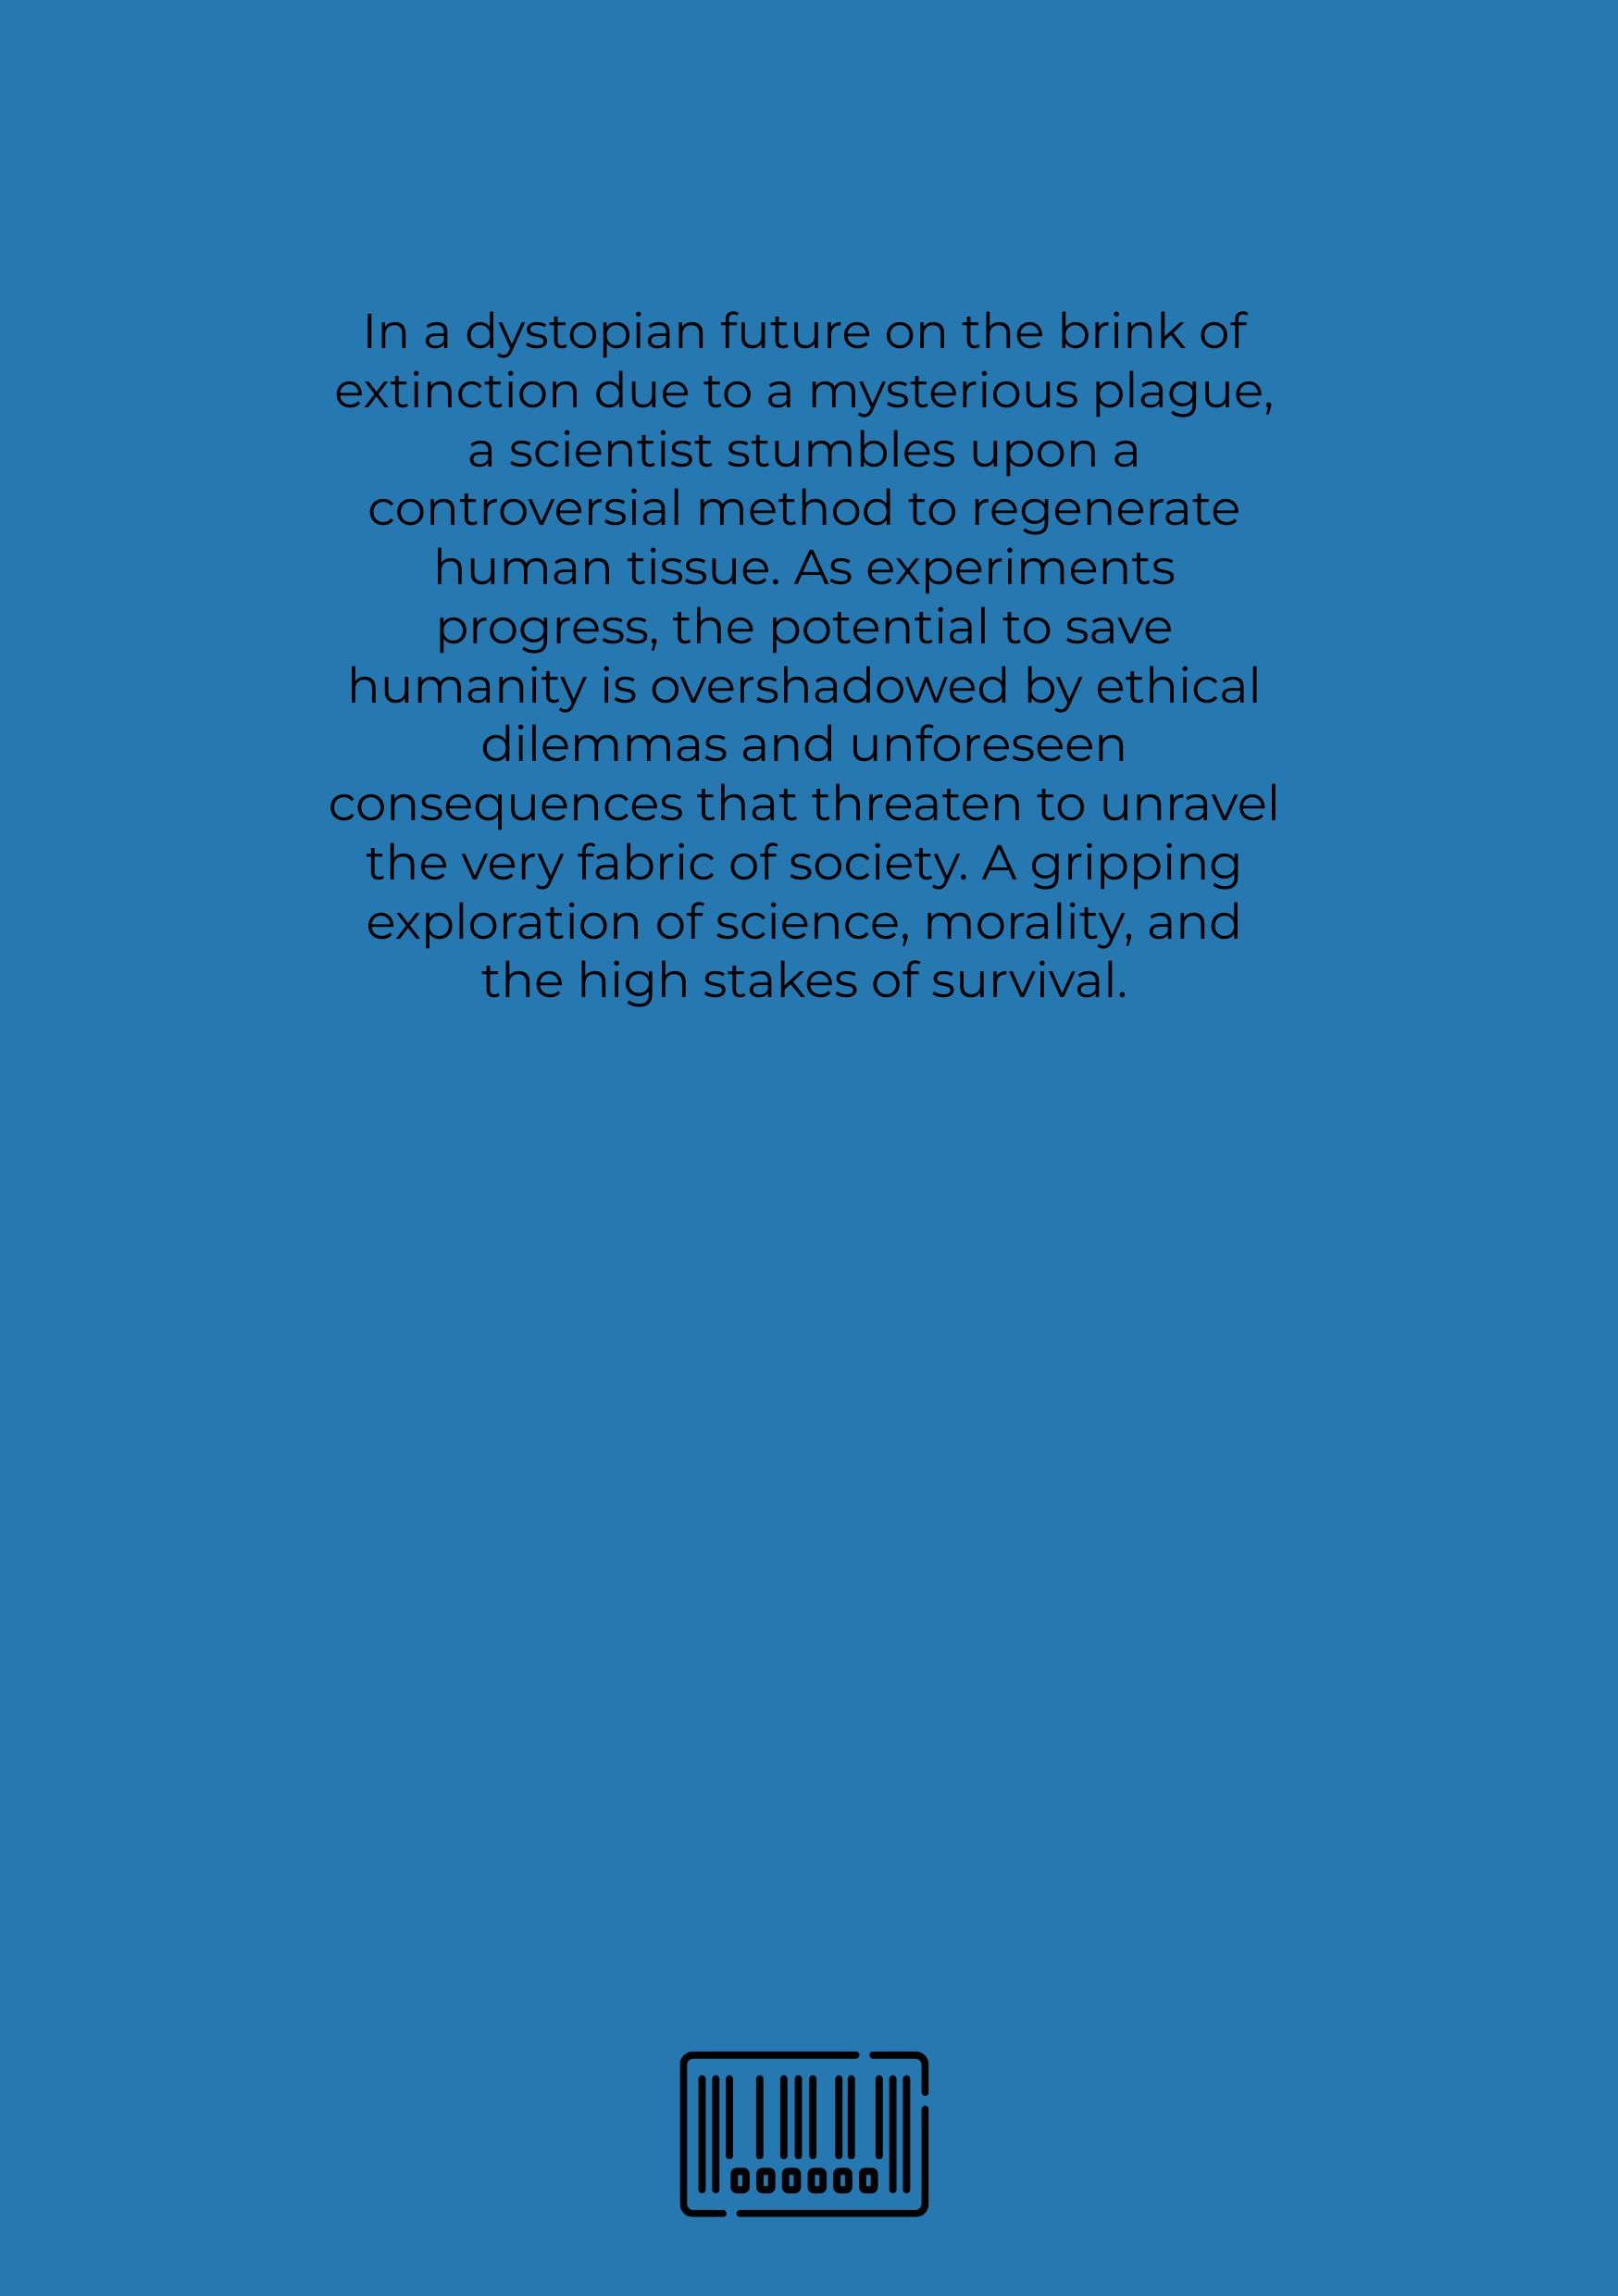 In a dystopian future on the brink of
extinction due to a mysterious plague,
a scientist stumbles upon a
controversial method to regenerate
human tissue. As experiments
progress, the potential to save
humanity is overshadowed by ethical
dilemmas and unforeseen
consequences that threaten to unravel
the very fabric of society. A gripping
exploration of science, morality, and
the high stakes of survival.
000000